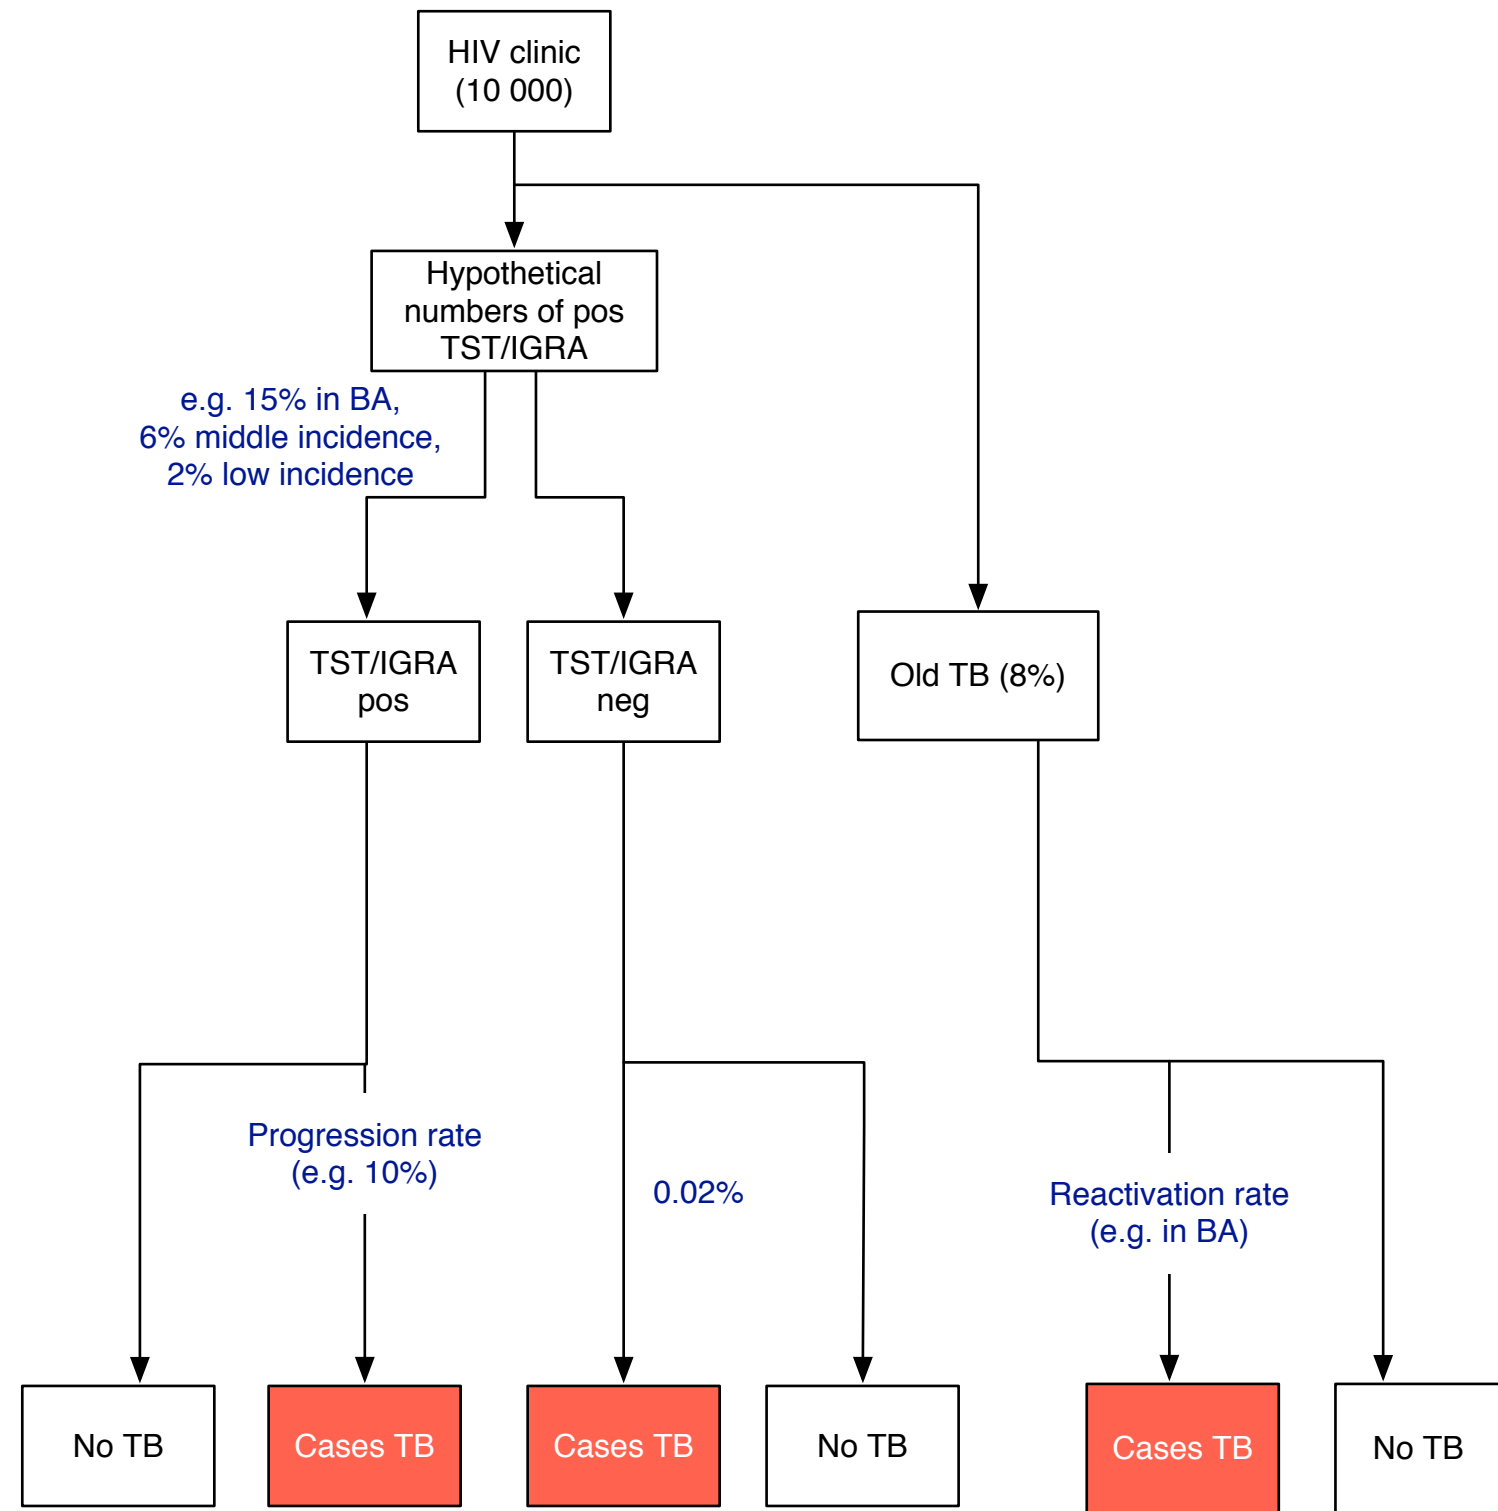 HIV clinic
(10 000)
Hypothetical
numbers of pos
TST/IGRA
e.g. 15% in BA,
6% middle incidence,
2% low incidence
TST/IGRA
pos
TST/IGRA
neg
Old TB (8%)
Progression rate
(e.g. 10%)
0.02%
Reactivation rate
(e.g. in BA)
No TB
Cases TB
Cases TB
No TB
Cases TB
No TB